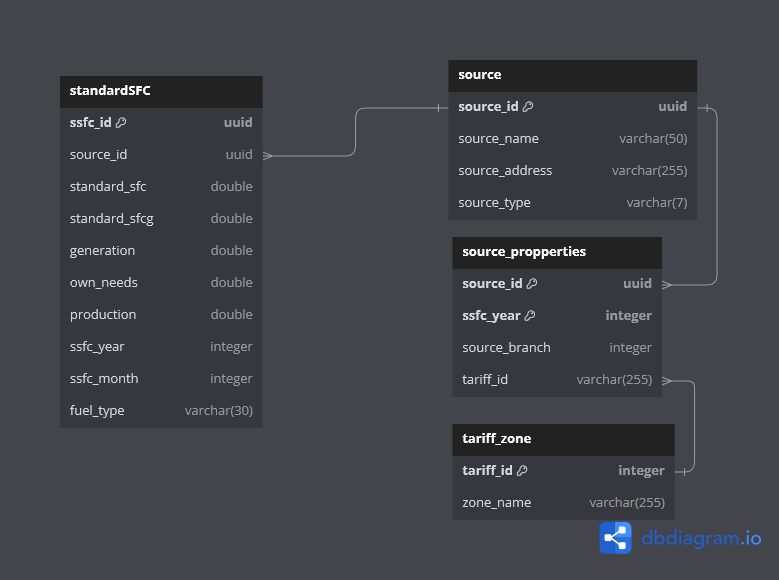 standardSFC
ssfc_id uuid
source_id uuid
standard_sfc double
standard_sfcg double
generation double
own_needs double
production double
ssfc_year integer
ssfc_month integer
fuel_type varchar(30)
source
source_id uuid
source_name varchar(50)
source_address varchar(255)
source_type varchar(7)
source_propperties
source_id uuid
ssfc_year integer
source_branch integer
tariff_id varchar(255)
tariff_zone
tariff_id integer
zone_name varchar(255)
dbdiagram.io